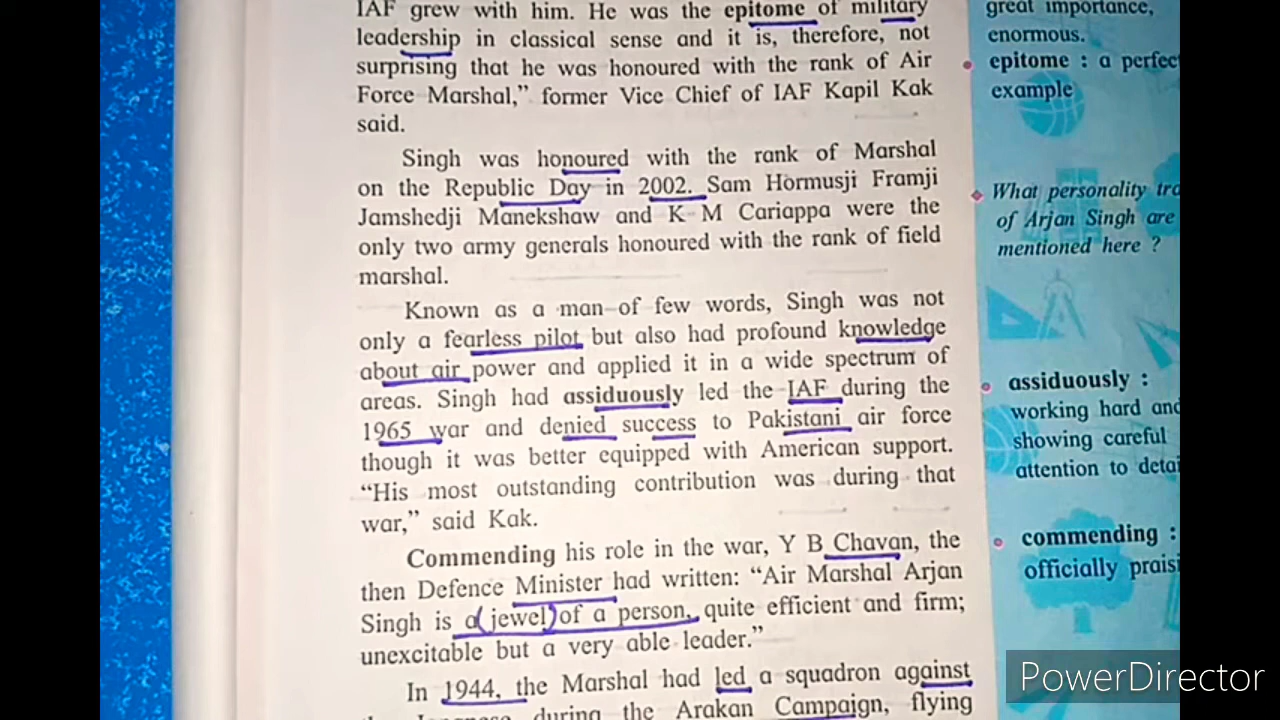 IAF grew with him. He was the epitome of military
leadership in classical sense and it is, therefore, not
surprising that he was honoured with the rank of Air
Force Marshal,” former Vice Chief of IAF Kapil Kak
said.
Singh was honoured with the rank of Marshal
on the Republic Day in 2002. Sam Hormusji Framji
Jamshedji Manekshaw and K M Cariappa were the
only two army generals honoured with the rank of field
marshal.
Known as a man of few words, Singh was not
only a fearless pilot but also had profound knowledge
about air power and applied it in a wide spectrum of
areas. Singh had assiduously led the IAF during the
1965 war and denied success to Pakistani air force
though it was better equipped with American support.
“His most outstanding contribution was during that
war,” said Kak.
Commending his role in the war, Y B Chavan, the
then Defence Minister had written: “Air Marshal Arjan
Singh is a (jewel) of a person, quite efficient and firm;
unexcitable but a very able leader.”
In 1944, the Marshal had led a squadron against
during the Arakan Campaign, flying
great importance,
enormous.
epitome : a perfec
example
What personality tra
of Arjan Singh are
mentioned here ?
assiduously :
working hard and
showing careful
attention to detai
commending :
officially praisi
PowerDirector